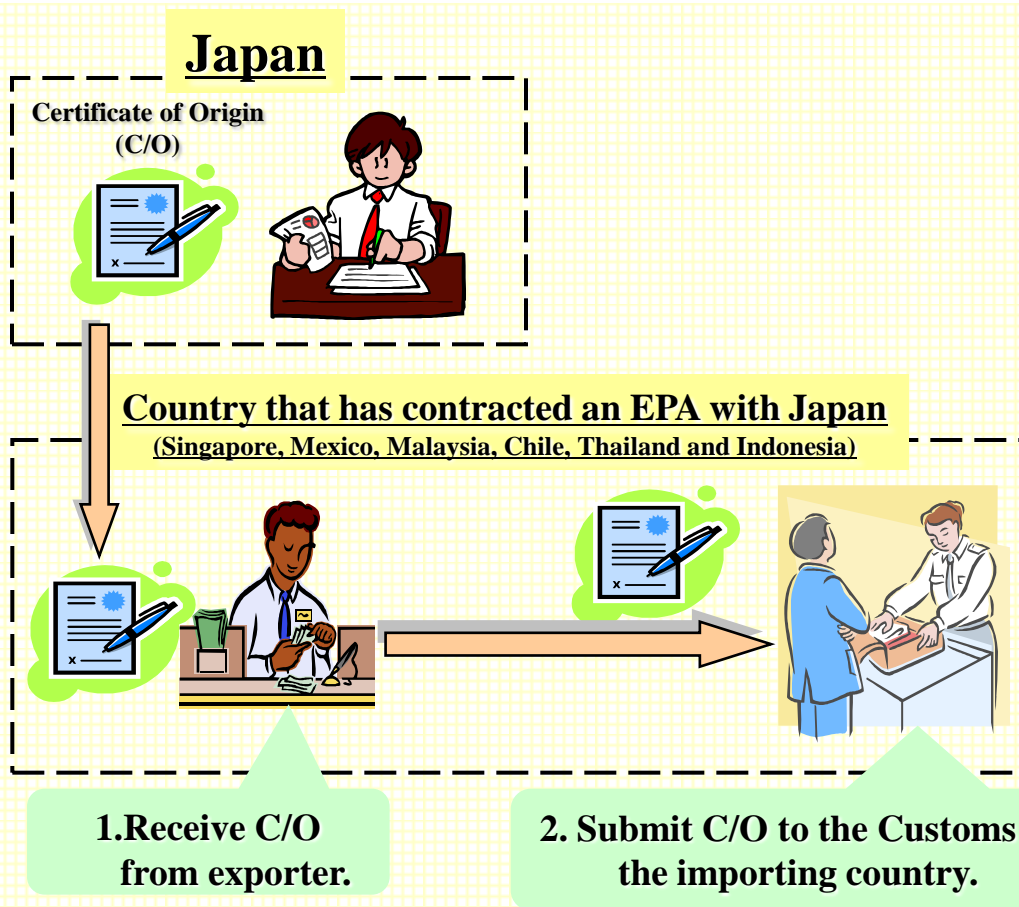 Japan
Certificate of Origin
(C/O)
Country that has contracted an EPA with Japan
(Singapore, Mexico, Malaysia, Chile, Thailand and Indonesia)
1.Receive C/O
from exporter.
2. Submit C/O to the Customs
the importing country.